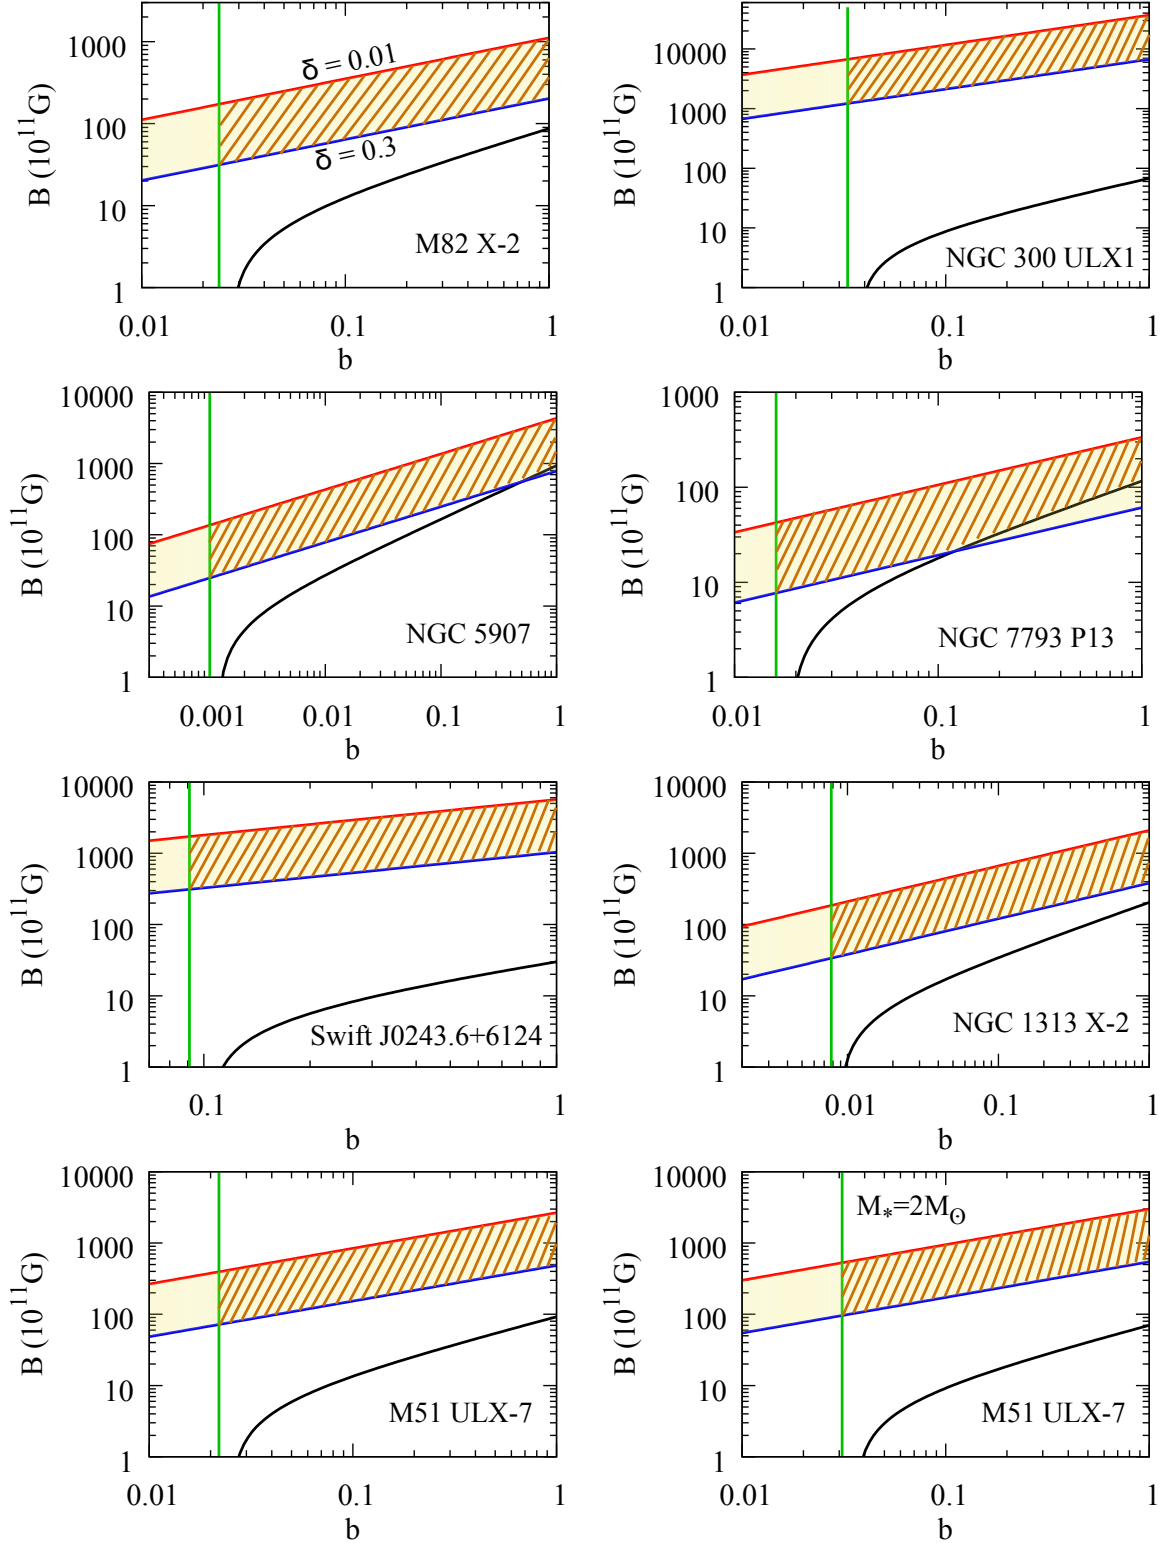 1000
100
10
1
B (10^11 G)
δ = 0.01
δ = 0.3
M82 X-2
0.01 0.1 1
b
10000
1000
100
10
1
B (10^11 G)
NGC 300 ULX1
0.01 0.1 1
b
10000
1000
100
10
1
B (10^11 G)
NGC 5907
0.001 0.01 0.1 1
b
1000
100
10
1
B (10^11 G)
NGC 7793 P13
0.01 0.1 1
b
10000
1000
100
10
1
B (10^11 G)
Swift J0243.6+6124
0.1 1
b
10000
1000
100
10
1
B (10^11 G)
NGC 1313 X-2
0.01 0.1 1
b
10000
1000
100
10
1
B (10^11 G)
M51 ULX-7
0.01 0.1 1
b
10000
1000
100
10
1
B (10^11 G)
M_*=2M_⊙
M51 ULX-7
0.01 0.1 1
b